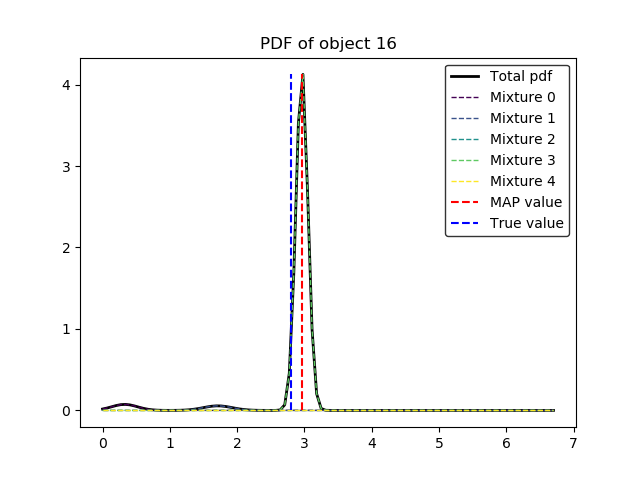 PDF of object 16
Total pdf
Mixture 0
Mixture 1
Mixture 2
Mixture 3
Mixture 4
MAP value
True value
4
3
2
1
0
0 1 2 3 4 5 6 7